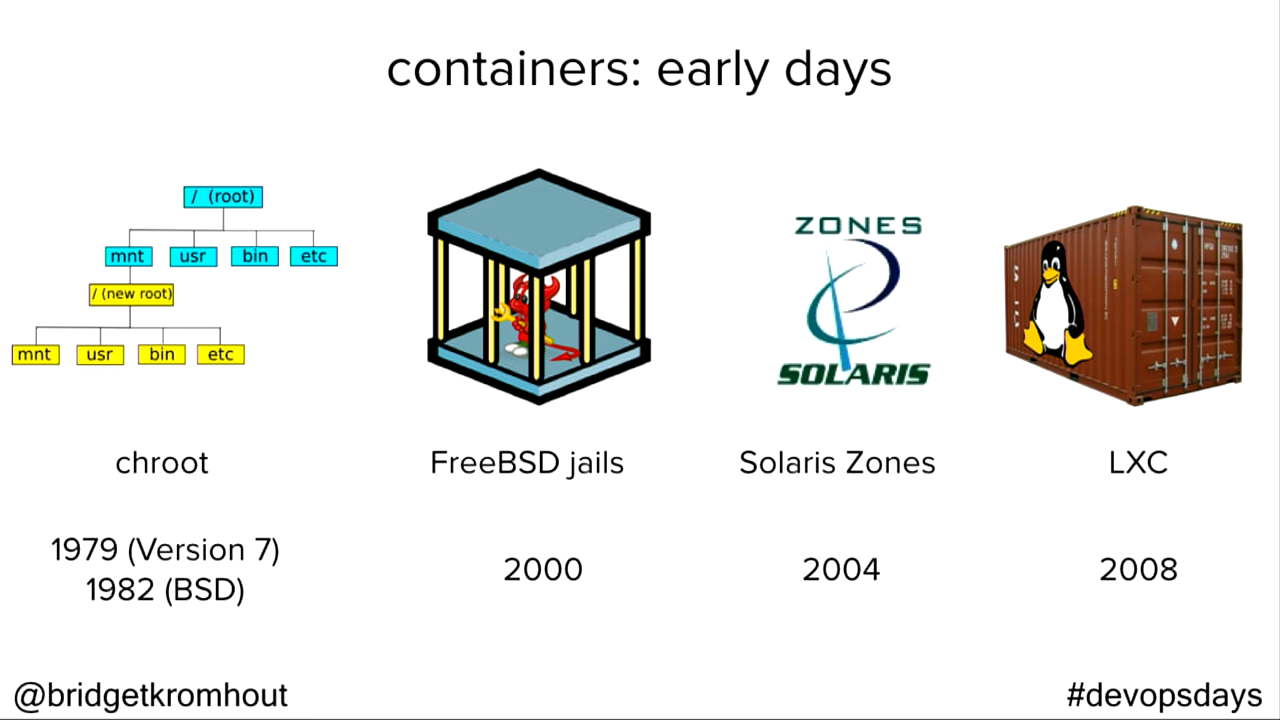 containers: early days
/ (root)
mnt usr bin etc
/ (new root)
mnt usr bin etc
ZONES
SOLARIS
chroot
FreeBSD jails
Solaris Zones
LXC
1979 (Version 7)
1982 (BSD)
2000
2004
2008
@bridgetkromhout
#devopsdays